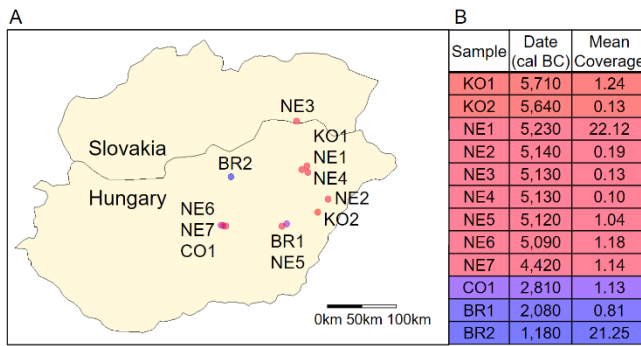 A
NE3
KO1
Slovakia
NE1
BR2
NE4
Hungary
NE2
NE6
KO2
NE7
CO1
BR1
NE5
0km 50km 100km
B
Sample Date (cal BC) Mean Coverage
KO1 5,710 1.24
KO2 5,640 0.13
NE1 5,230 22.12
NE2 5,140 0.19
NE3 5,130 0.13
NE4 5,130 0.10
NE5 5,120 1.04
NE6 5,090 1.18
NE7 4,420 1.14
CO1 2,810 1.13
BR1 2,080 0.81
BR2 1,180 21.25